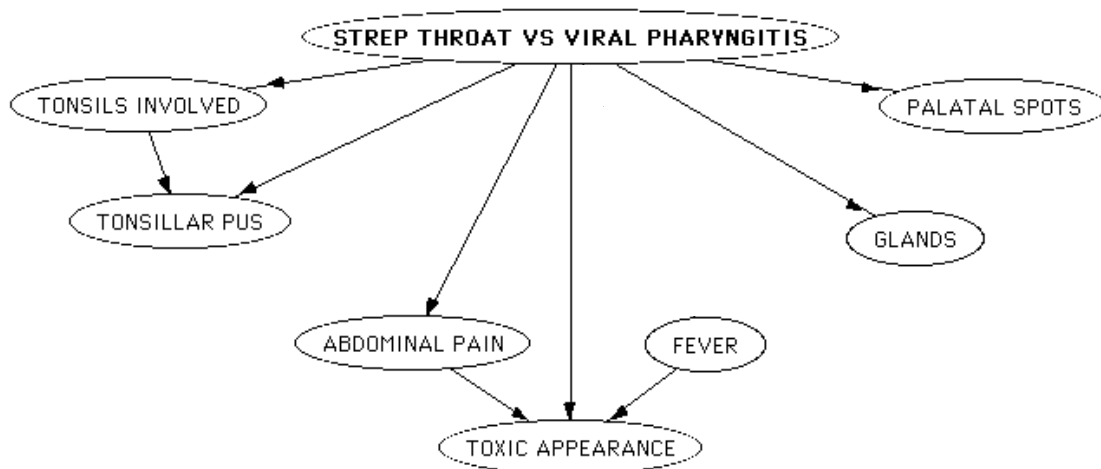 STREP THROAT VS VIRAL PHARYNGITIS
TONSILS INVOLVED
PALATAL SPOTS
TONSILLAR PUS
GLANDS
ABDOMINAL PAIN
FEVER
TOXIC APPEARANCE